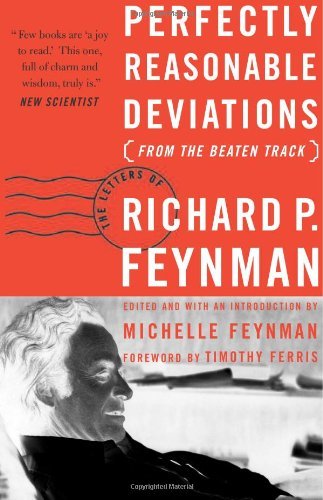 PERFECTLY
REASONABLE
DEVIATIONS
[FROM THE BEATEN TRACK]
"Few books are 'a joy
to read.' This one,
full of charm and
wisdom, truly is."
NEW SCIENTIST
THE LETTERS OF
RICHARD P.
FEYNMAN
EDITED AND WITH AN INTRODUCTION BY
MICHELLE FEYNMAN
FOREWORD BY TIMOTHY FERRIS